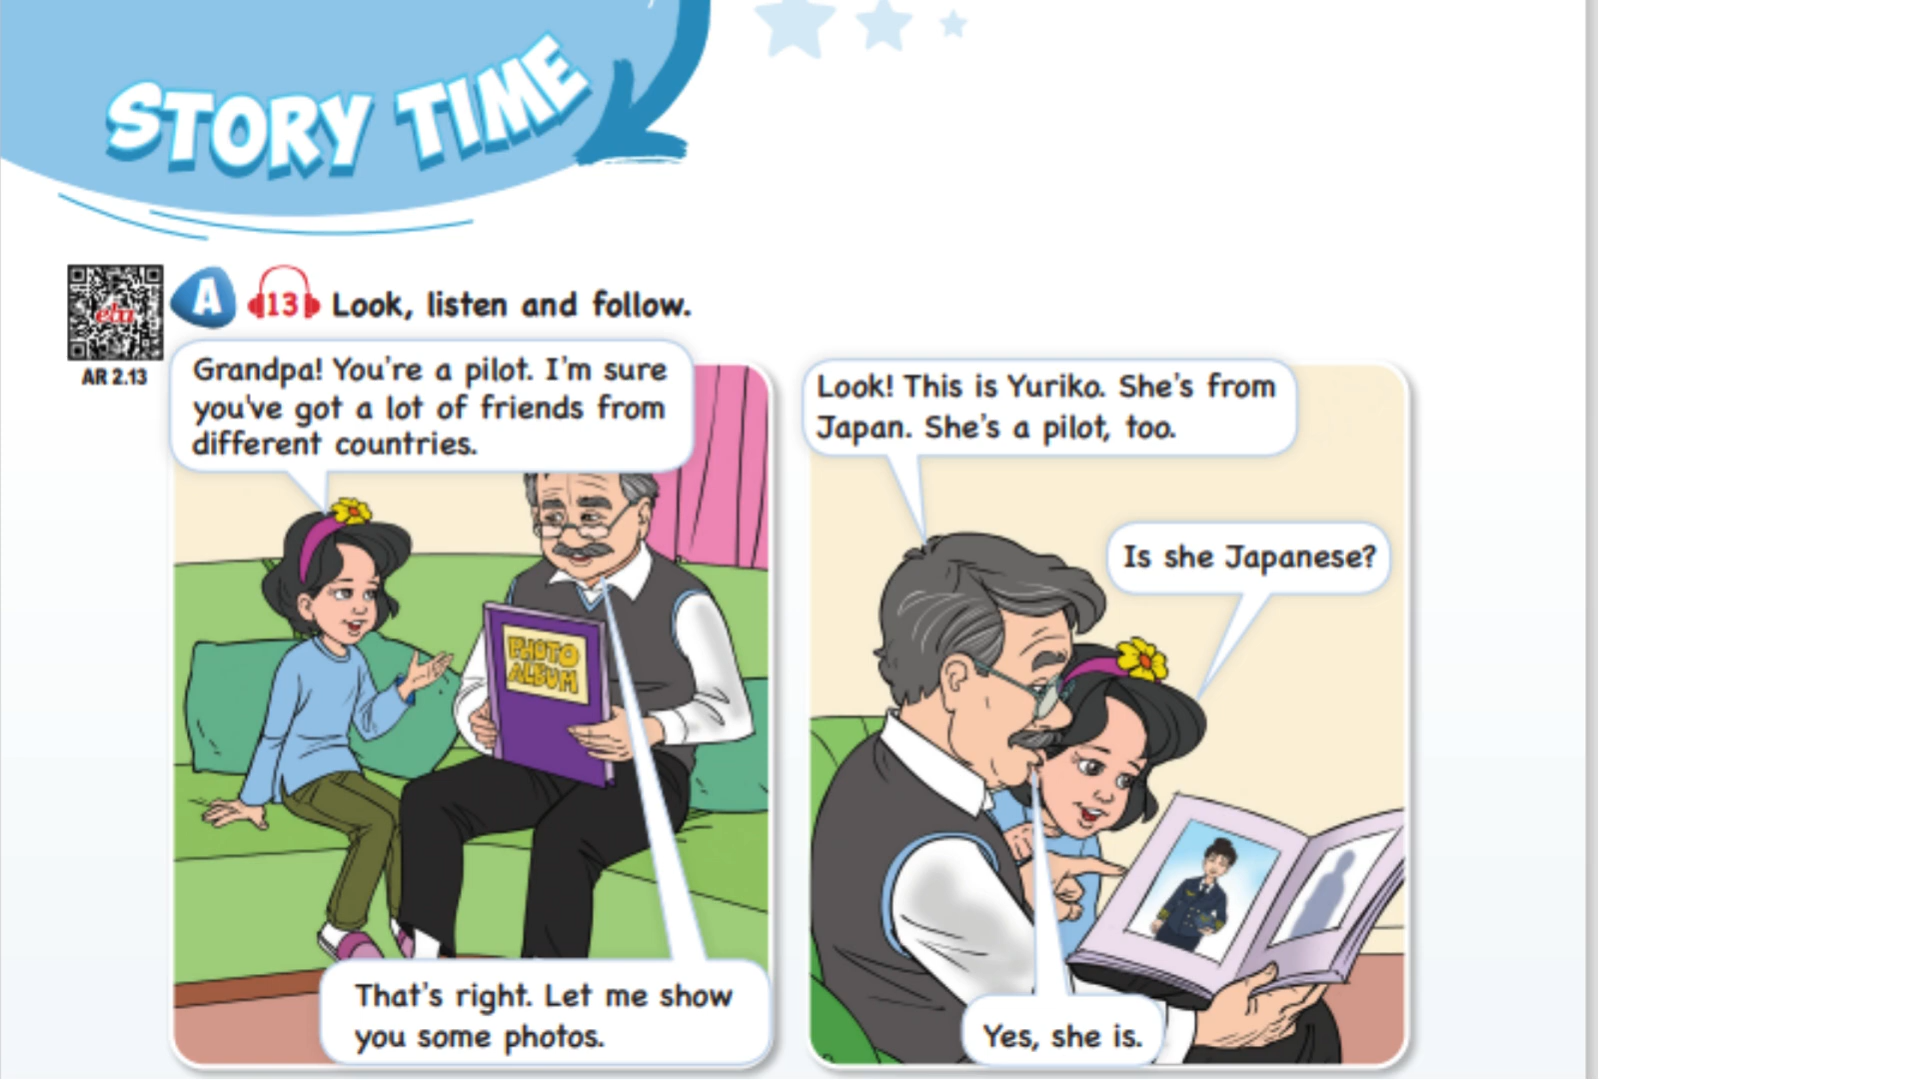 STORY TIME
A 13 Look, listen and follow.
eba
AR 2.13
Grandpa! You're a pilot. I'm sure
you've got a lot of friends from
different countries.
PHOTO
ALBUM
That's right. Let me show
you some photos.
Look! This is Yuriko. She's from
Japan. She's a pilot, too.
Is she Japanese?
Yes, she is.